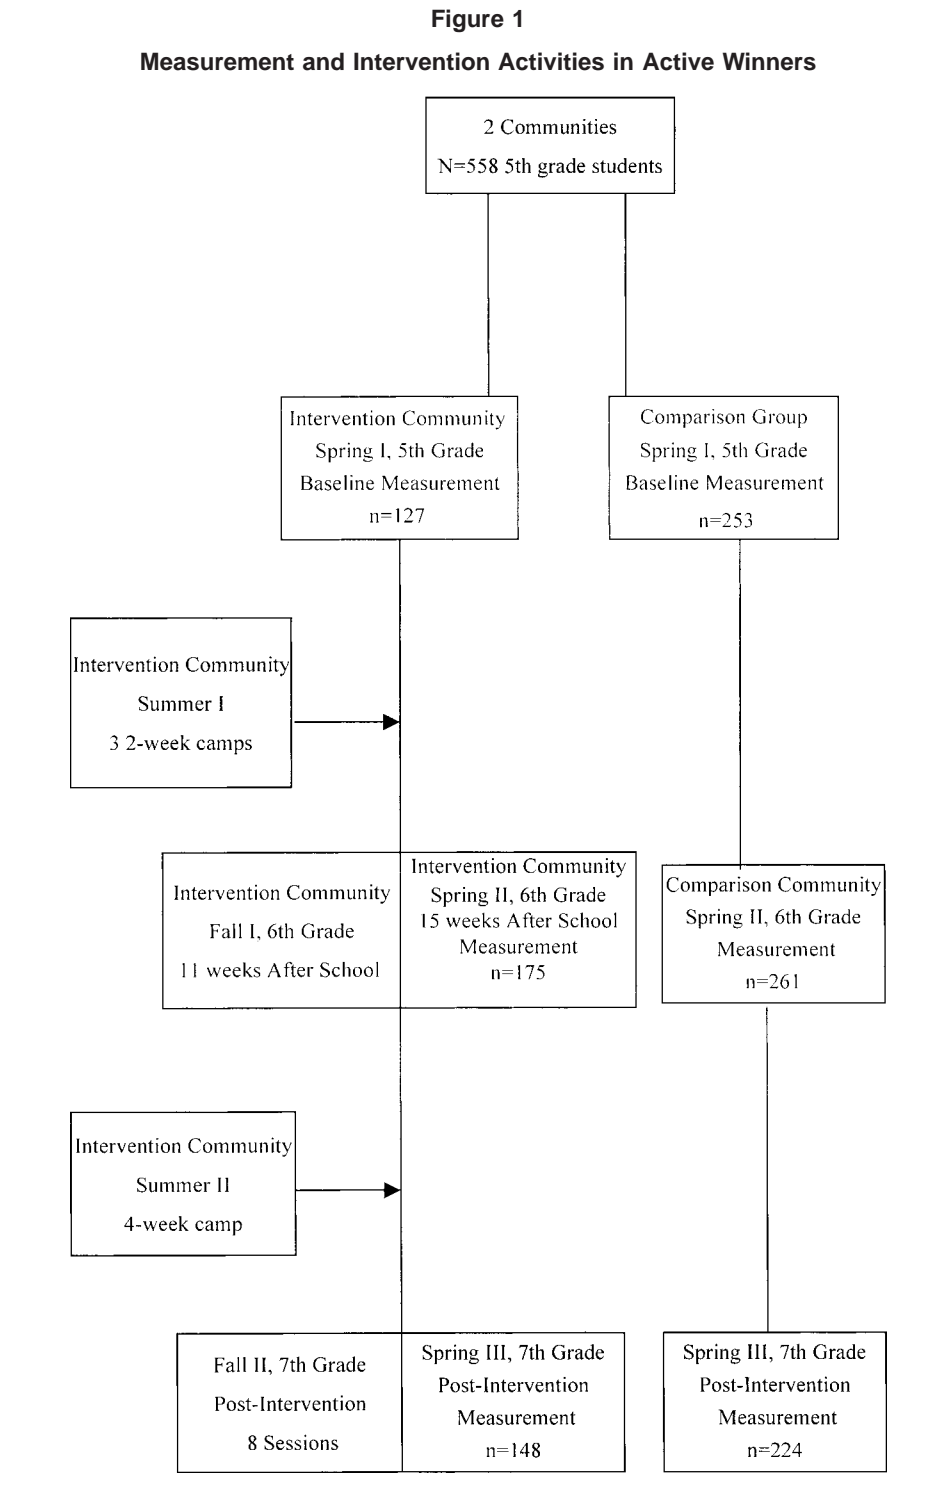 Figure 1
Measurement and Intervention Activities in Active Winners
2 Communities
N=558 5th grade students
Intervention Community
Spring I, 5th Grade
Baseline Measurement
n=127
Comparison Group
Spring I, 5th Grade
Baseline Measurement
n=253
Intervention Community
Summer I
3 2-week camps
Intervention Community
Fall I, 6th Grade
11 weeks After School
Intervention Community
Spring II, 6th Grade
15 weeks After School
Measurement
n=175
Comparison Community
Spring II, 6th Grade
Measurement
n=261
Intervention Community
Summer II
4-week camp
Fall II, 7th Grade
Post-Intervention
8 Sessions
Spring III, 7th Grade
Post-Intervention
Measurement
n=148
Spring III, 7th Grade
Post-Intervention
Measurement
n=224